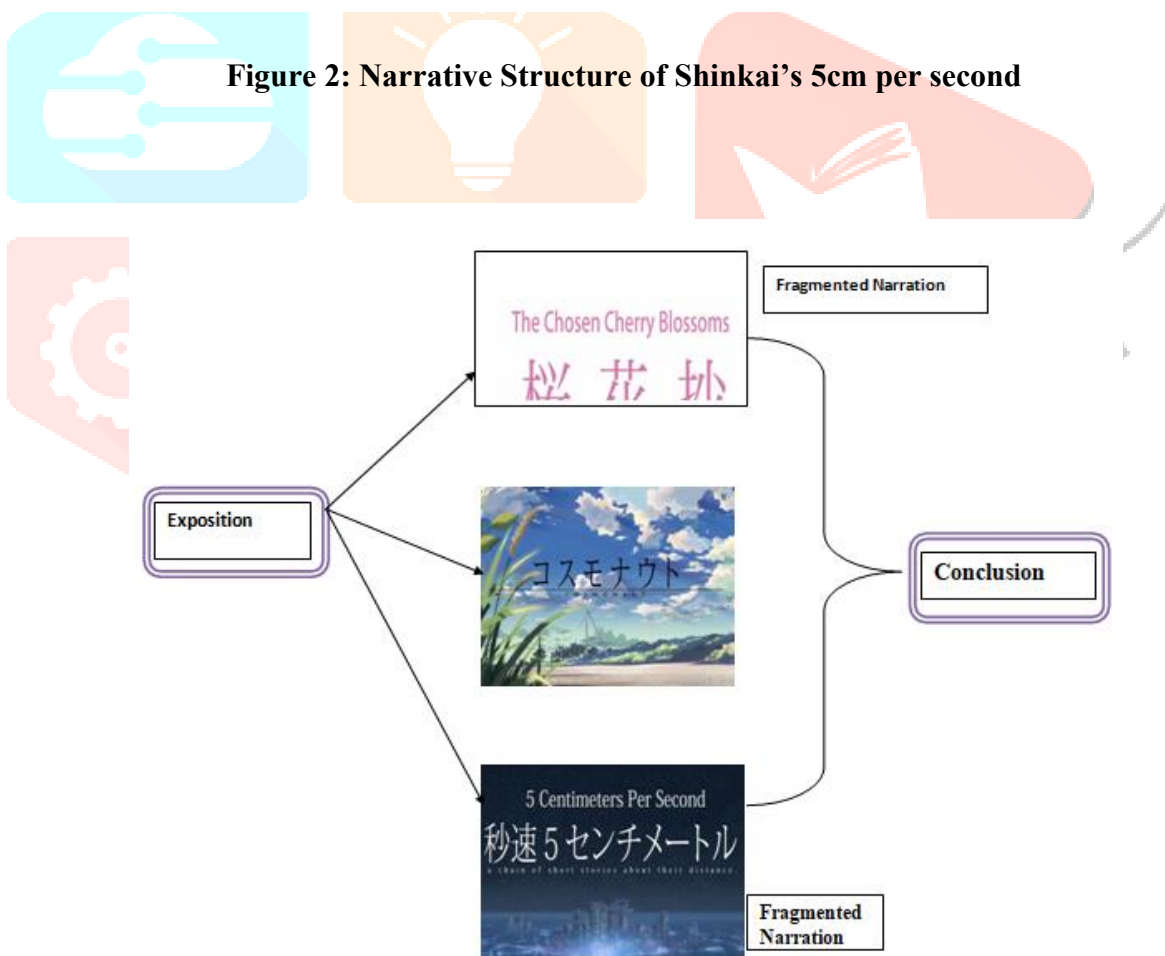 Figure 2: Narrative Structure of Shinkai’s 5cm per second
Fragmented Narration
The Chosen Cherry Blossoms
桜 花 抄
Exposition
コスモナウト
Conclusion
5 Centimeters Per Second
秒速5センチメートル
a chain of short stories about their distance
Fragmented
Narration